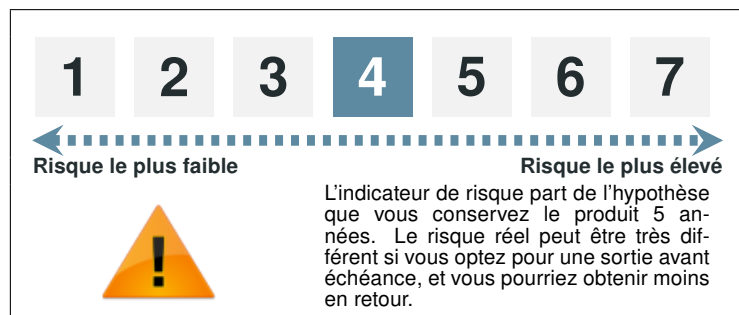 1 2 3 4 5 6 7
Risque le plus faible Risque le plus élevé
L'indicateur de risque part de l'hypothèse
que vous conservez le produit 5 an-
nées. Le risque réel peut être très dif-
férent si vous optez pour une sortie avant
échéance, et vous pourriez obtenir moins
en retour.